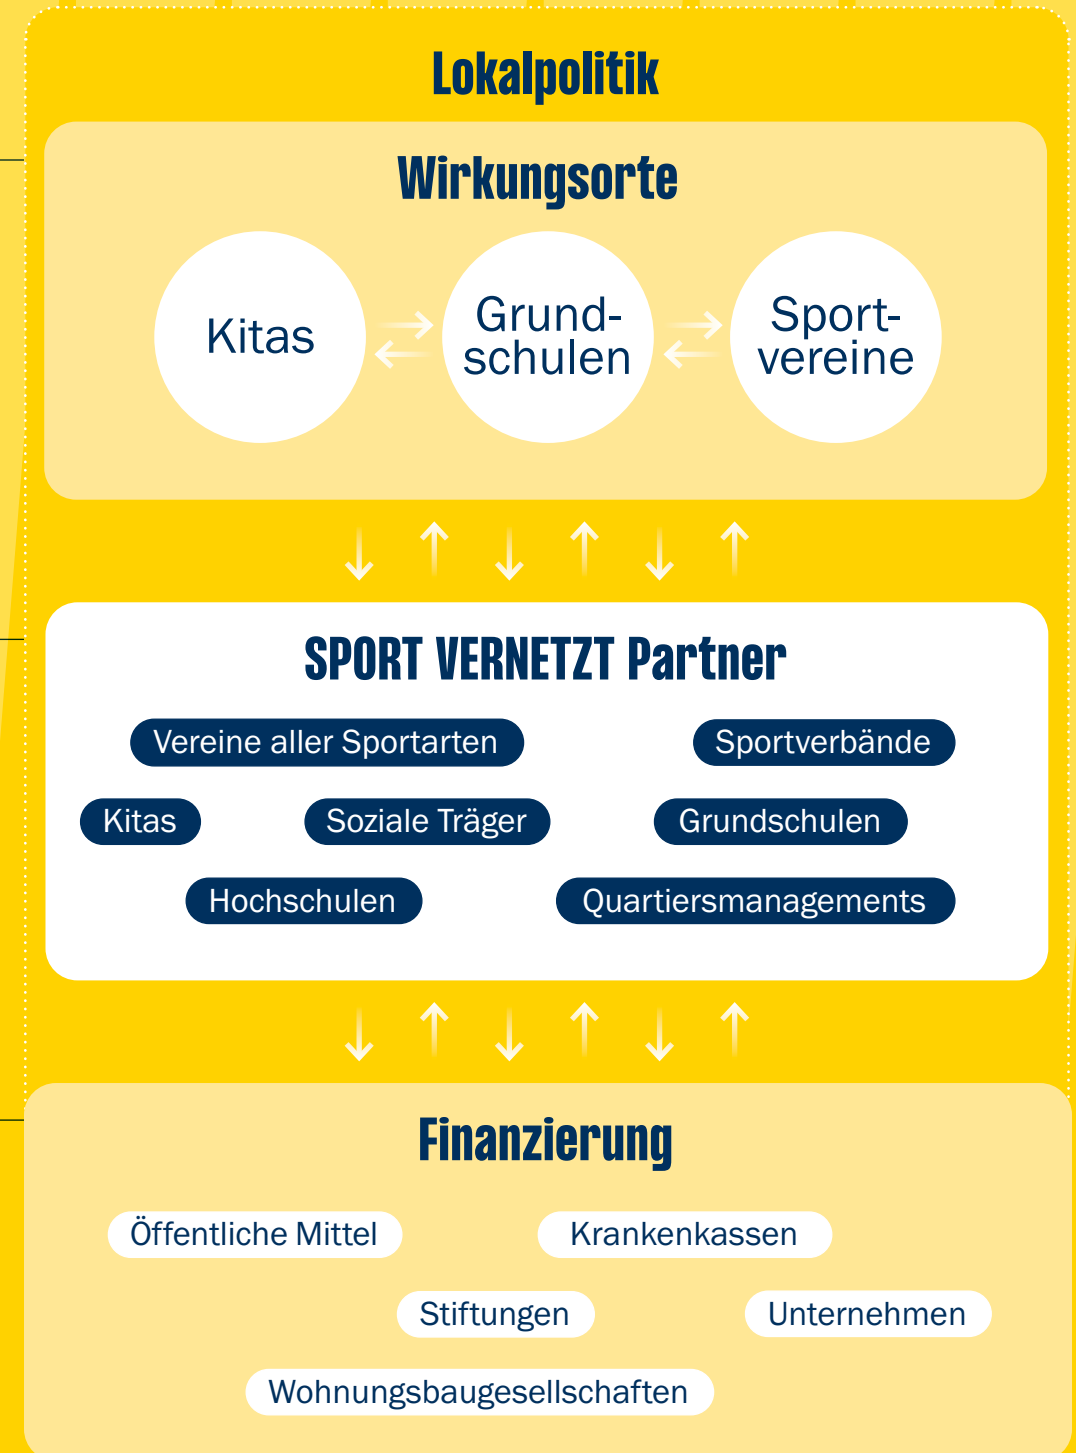 Lokalpolitik
Wirkungsorte
Kitas
Grund-
schulen
Sport-
vereine
SPORT VERNETZT Partner
Vereine aller Sportarten
Sportverbände
Kitas
Soziale Träger
Grundschulen
Hochschulen
Quartiersmanagements
Finanzierung
Öffentliche Mittel
Krankenkassen
Stiftungen
Unternehmen
Wohnungsbaugesellschaften